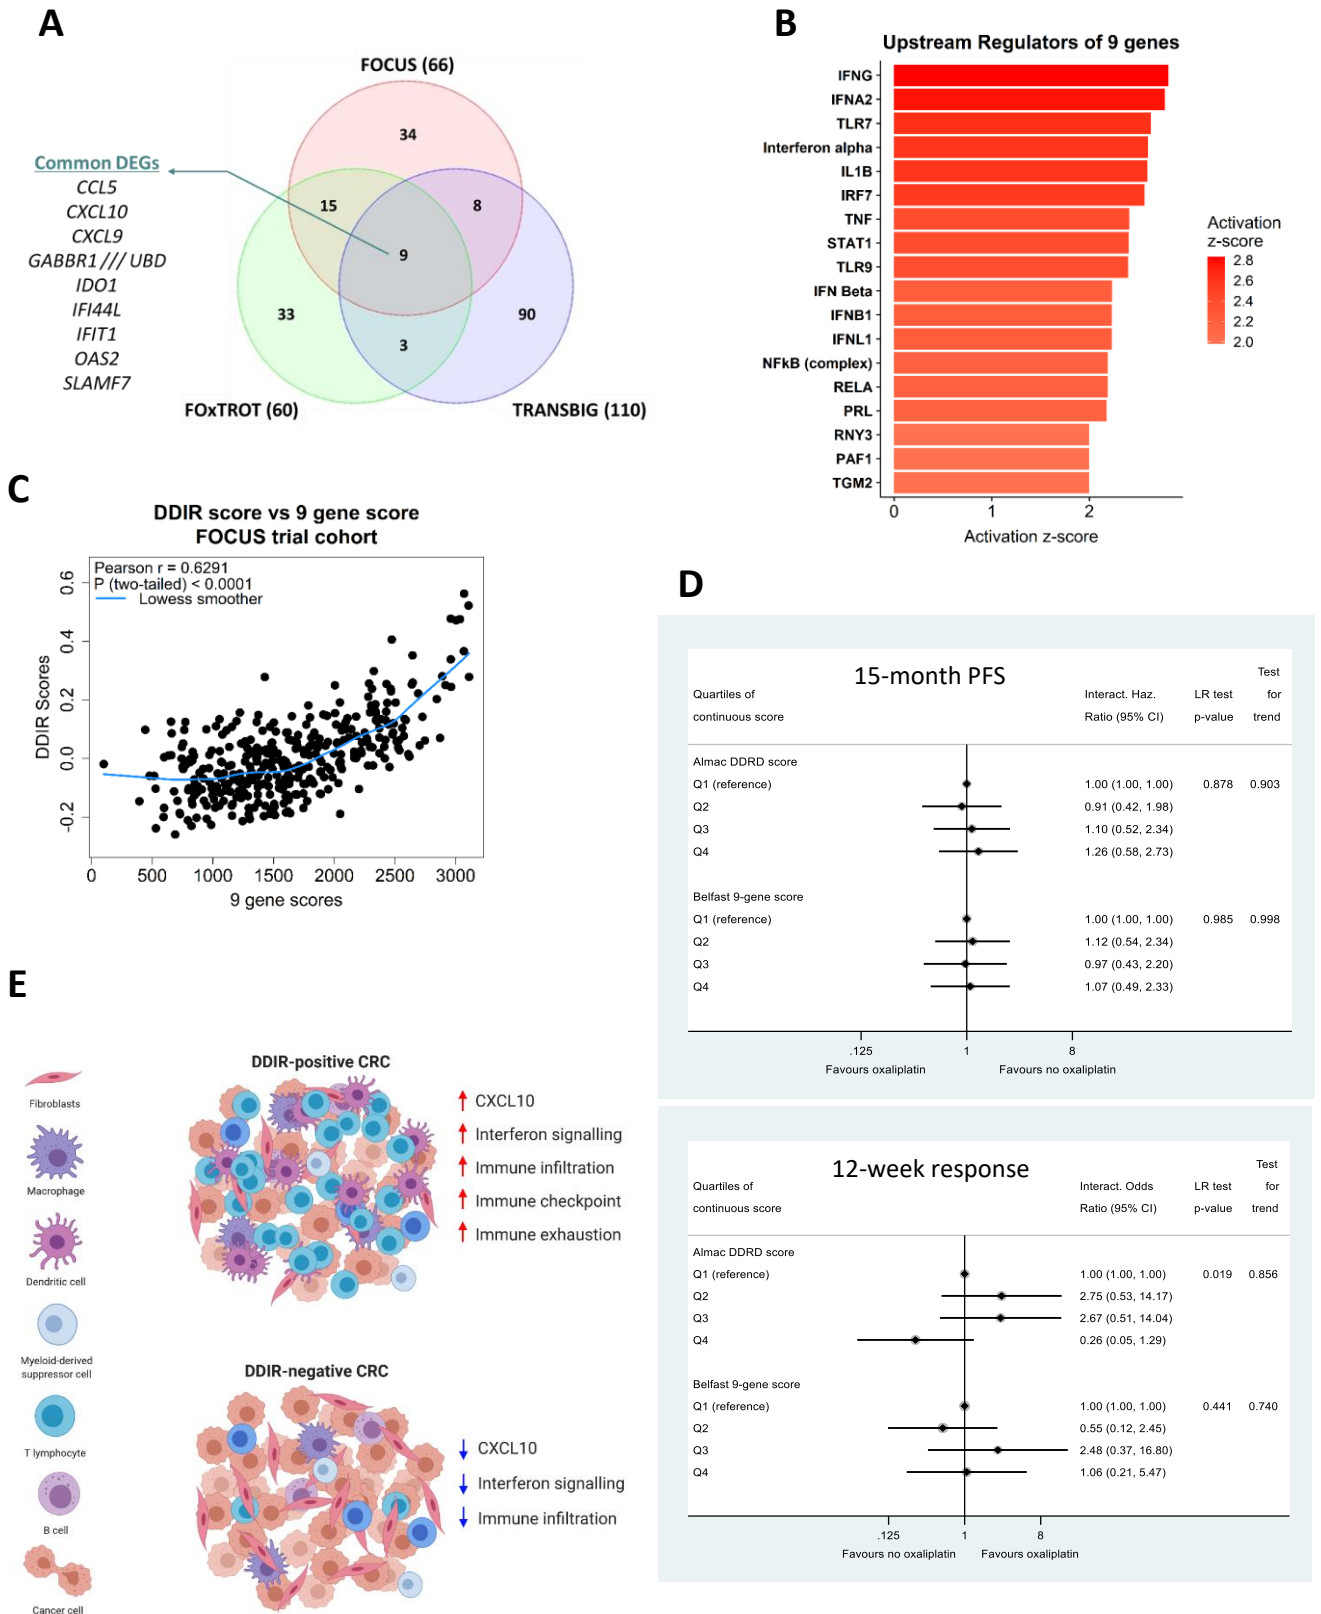 A
FOCUS (66)
34
Common DEGs
CCL5
CXCL10
CXCL9
GABBR1 /// UBD
IDO1
IFI44L
IFIT1
OAS2
SLAMF7
15
8
9
33
90
3
FOxTROT (60)
TRANSBIG (110)
B
Upstream Regulators of 9 genes
IFNG
IFNA2
TLR7
Interferon alpha
IL1B
IRF7
TNF
STAT1
TLR9
IFN Beta
IFNB1
IFNL1
NFkB (complex)
RELA
PRL
RNY3
PAF1
TGM2
0 1 2
Activation z-score
Activation
z-score
2.8
2.6
2.4
2.2
2.0
C
DDIR score vs 9 gene score
FOCUS trial cohort
Pearson r = 0.6291
P (two-tailed) < 0.0001
Lowess smoother
DDIR Scores
0.6
0.4
0.2
0.0
-0.2
0 500 1000 1500 2000 2500 3000
9 gene scores
D
15-month PFS
Test
Quartiles of Interact. Haz. LR test for
continuous score Ratio (95% CI) p-value trend
Almac DDRD score
Q1 (reference) 1.00 (1.00, 1.00) 0.878 0.903
Q2 0.91 (0.42, 1.98)
Q3 1.10 (0.52, 2.34)
Q4 1.26 (0.58, 2.73)
Belfast 9-gene score
Q1 (reference) 1.00 (1.00, 1.00) 0.985 0.998
Q2 1.12 (0.54, 2.34)
Q3 0.97 (0.43, 2.20)
Q4 1.07 (0.49, 2.33)
.125 1 8
Favours oxaliplatin Favours no oxaliplatin
12-week response
Test
Quartiles of Interact. Odds LR test for
continuous score Ratio (95% CI) p-value trend
Almac DDRD score
Q1 (reference) 1.00 (1.00, 1.00) 0.019 0.856
Q2 2.75 (0.53, 14.17)
Q3 2.67 (0.51, 14.04)
Q4 0.26 (0.05, 1.29)
Belfast 9-gene score
Q1 (reference) 1.00 (1.00, 1.00) 0.441 0.740
Q2 0.55 (0.12, 2.45)
Q3 2.48 (0.37, 16.80)
Q4 1.06 (0.21, 5.47)
.125 1 8
Favours no oxaliplatin Favours oxaliplatin
E
Fibroblasts
Macrophage
Dendritic cell
Myeloid-derived
suppressor cell
T lymphocyte
B cell
Cancer cell
DDIR-positive CRC
CXCL10
Interferon signalling
Immune infiltration
Immune checkpoint
Immune exhaustion
DDIR-negative CRC
CXCL10
Interferon signalling
Immune infiltration